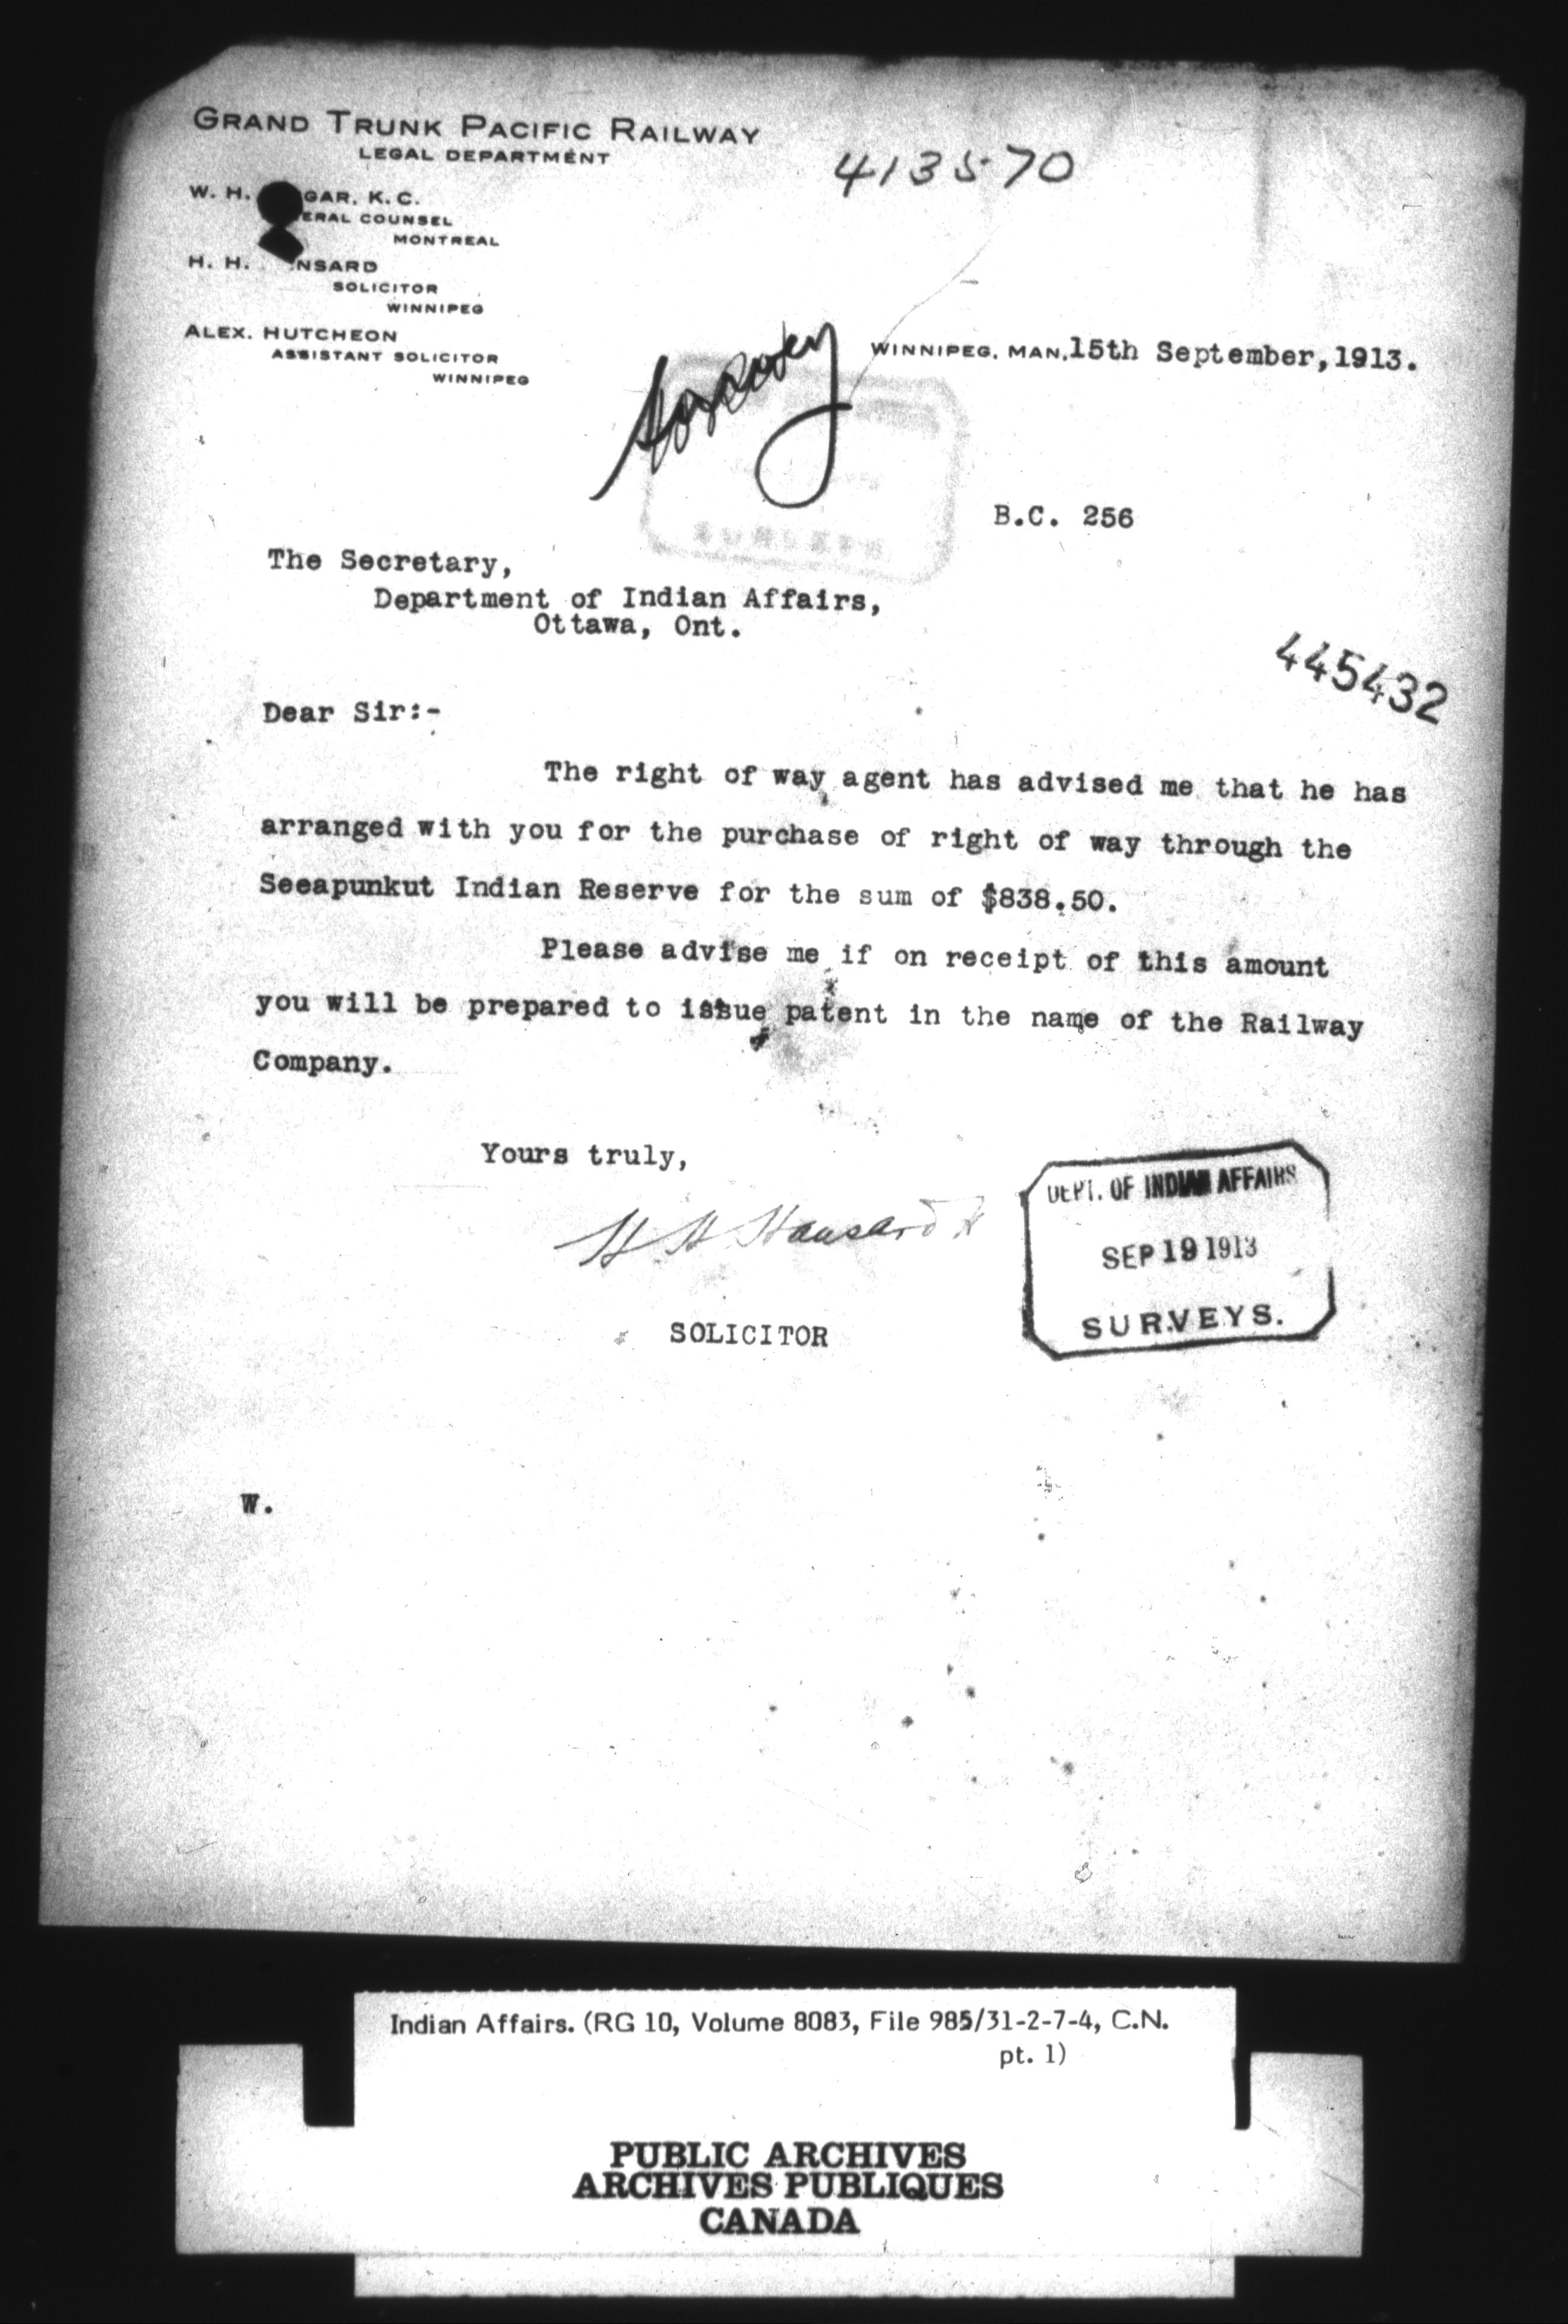 GRAND TRUNK PACIFIC RAILWAY
LEGAL DEPARTMENT
413570
W. H. GAR, K. C.
ERAL COUNSEL
MONTREAL
H. H. NSARD
SOLICITOR
WINNIPEG
ALEX. HUTCHEON
ASSISTANT SOLICITOR
WINNIPEG
WINNIPEG, MAN, 15th September, 1913.
SURVEYS
B.C. 256
The Secretary,
Department of Indian Affairs,
Ottawa, Ont.
445432
Dear Sir:-
The right of way agent has advised me that he has
arranged with you for the purchase of right of way through the
Seeapunkut Indian Reserve for the sum of $838.50.
Please advise me if on receipt of this amount
you will be prepared to issue patent in the name of the Railway
Company.
Yours truly,
H H Hansard
SOLICITOR
DEPT. OF INDIAN AFFAIRS
SEP 19 1913
SURVEYS.
W.
Indian Affairs. (RG 10, Volume 8083, File 985/31-2-7-4, C.N.
pt. 1)
PUBLIC ARCHIVES
ARCHIVES PUBLIQUES
CANADA